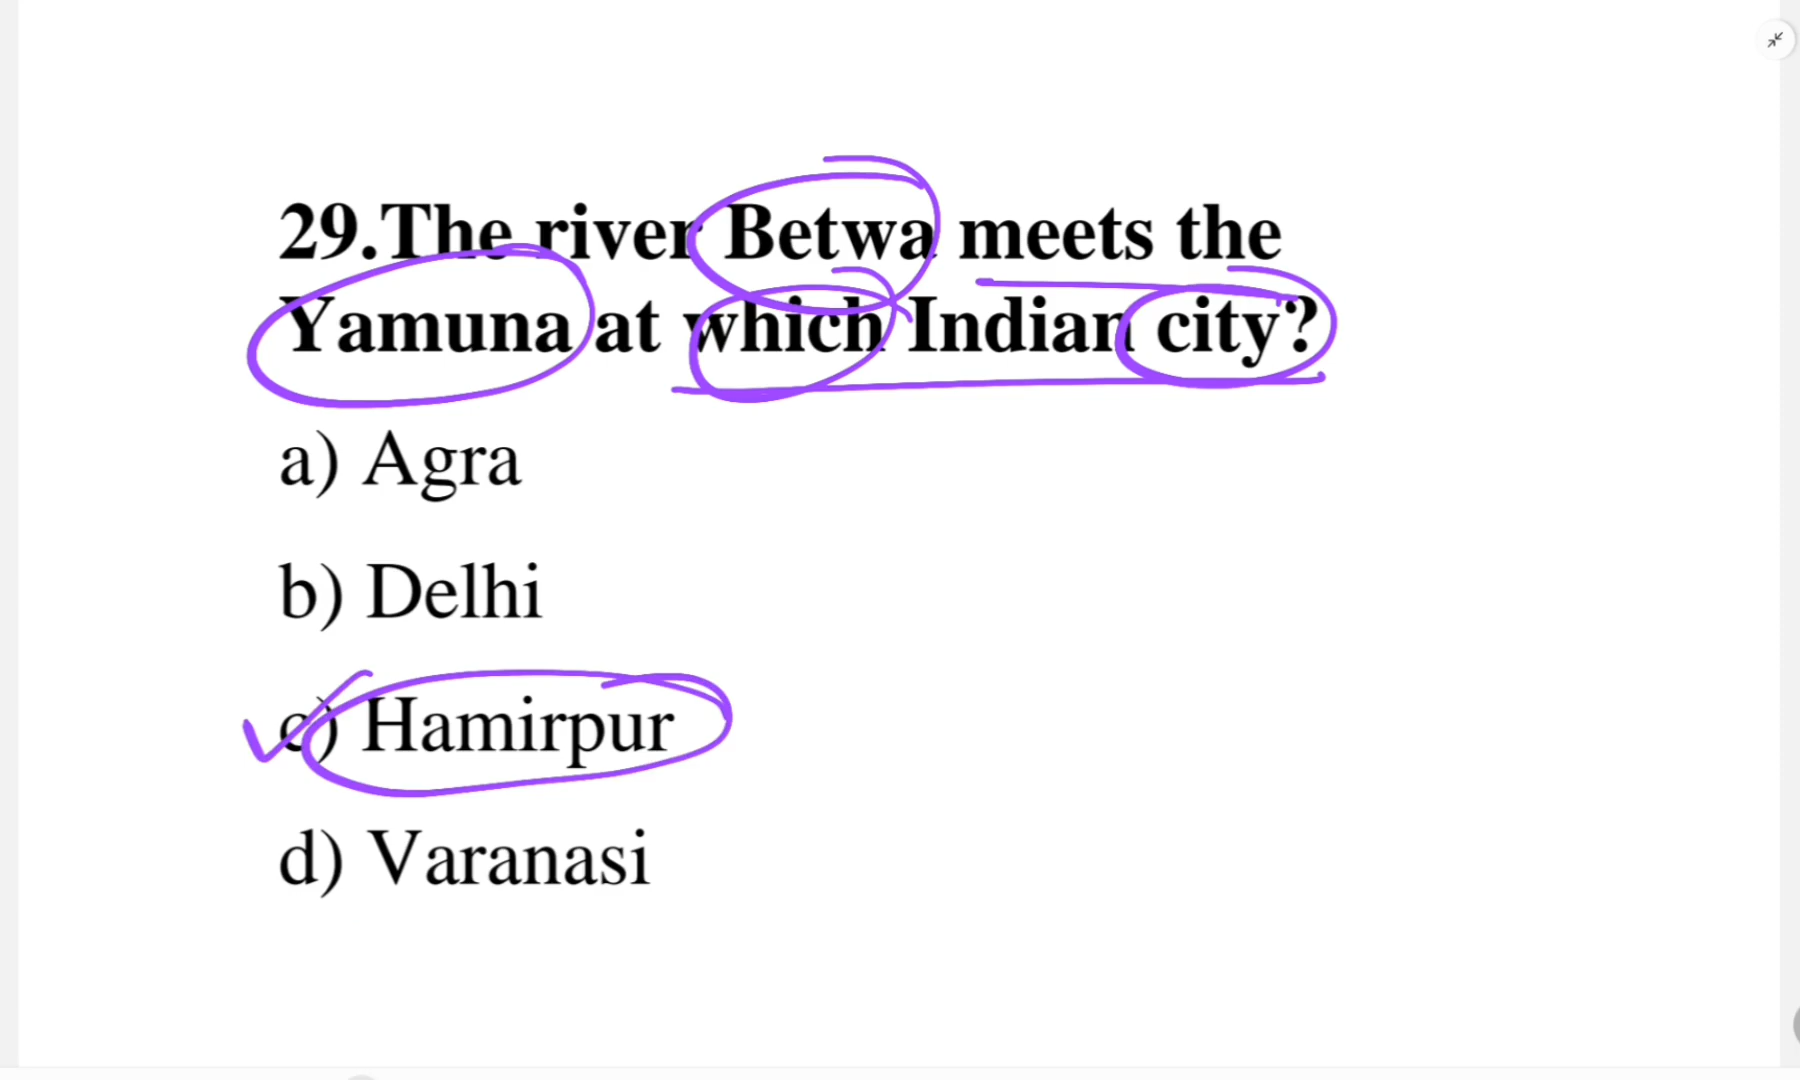 29.The river Betwa meets the
Yamuna at which Indian city?
a) Agra
b) Delhi
c) Hamirpur
d) Varanasi